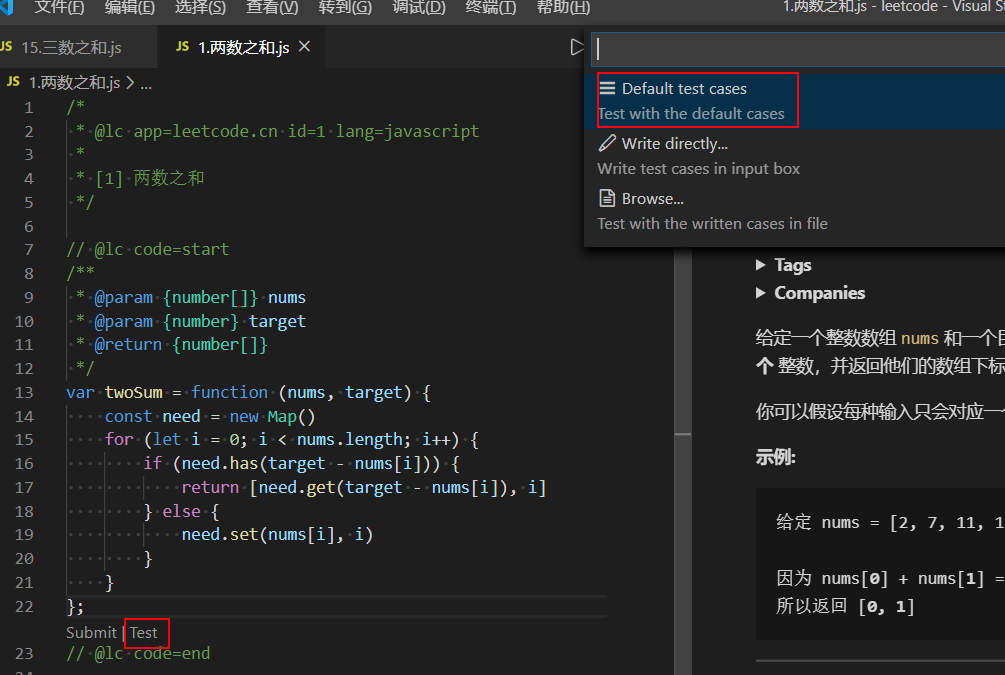 文件(F) 编辑(E) 选择(S) 查看(V) 转到(G) 调试(D) 终端(T) 帮助(H) 1.两数之和.js - leetcode - Visual
JS 15.三数之和.js JS 1.两数之和.js
JS 1.两数之和.js > ...
1 /*
2 * @lc app=leetcode.cn id=1 lang=javascript
3 *
4 * [1] 两数之和
5 */
6
7 // @lc code=start
8 /**
9 * @param {number[]} nums
10 * @param {number} target
11 * @return {number[]}
12 */
13 var twoSum = function (nums, target) {
14 const need = new Map()
15 for (let i = 0; i < nums.length; i++) {
16 if (need.has(target - nums[i])) {
17 return [need.get(target - nums[i]), i]
18 } else {
19 need.set(nums[i], i)
20 }
21 }
22 };
Submit | Test
23 // @lc code=end
Default test cases
Test with the default cases
Write directly...
Write test cases in input box
Browse...
Test with the written cases in file
Tags
Companies
给定一个整数数组 nums 和一个
个 整数，并返回他们的数组下标
你可以假设每种输入只会对应一
示例:
给定 nums = [2, 7, 11, 1
因为 nums[0] + nums[1] =
所以返回 [0, 1]